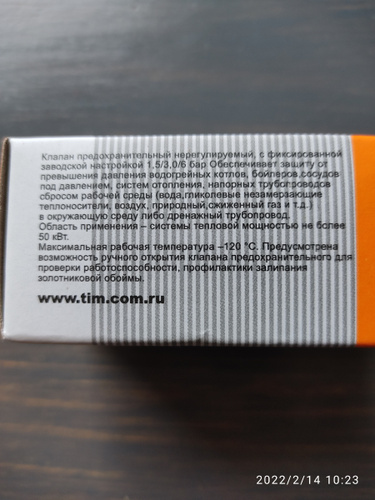 Клапан предохранительный нерегулируемый, с фиксированной
заводской настройкой 1,5/3,0/6 бар Обеспечивает защиту от
превышения давления водогрейных котлов, бойлеров,сосудов
под давлением, систем отопления, напорных трубопроводов
сбросом рабочей среды (вода,гликолевые незамерзающие
теплоносители, воздух, природный,сжиженный газ и т.д.)
в окружающую среду либо дренажный трубопровод.
Область применения – системы тепловой мощностью не более
50 кВт.
Максимальная рабочая температура –120 °С. Предусмотрена
возможность ручного открытия клапана предохранительного для
проверки работоспособности, профилактики залипания
золотниковой обоймы.
www.tim.com.ru
2022/2/14 10:23